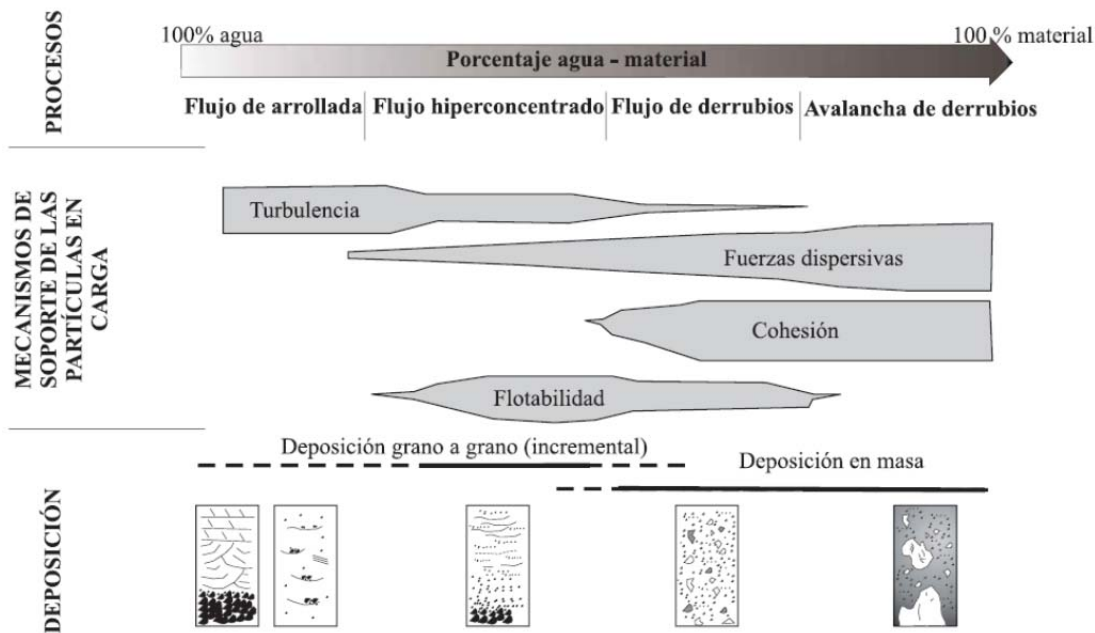 PROCESOS
100% agua
100 % material
Porcentaje agua - material
Flujo de arrollada
Flujo hiperconcentrado
Flujo de derrubios
Avalancha de derrubios
MECANISMOS DE
SOPORTE DE LAS
PARTÍCULAS EN
CARGA
Turbulencia
Fuerzas dispersivas
Cohesión
Flotabilidad
DEPOSICIÓN
Deposición grano a grano (incremental)
Deposición en masa